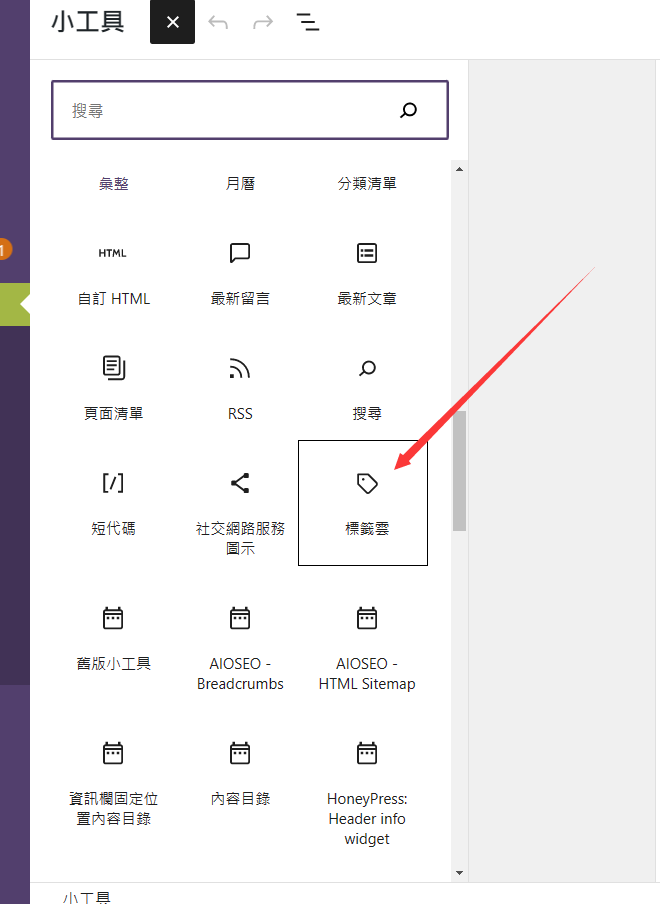 小工具
搜尋
彙整
月曆
分類清單
HTML
自訂 HTML
最新留言
最新文章
1
頁面清單
RSS
搜尋
短代碼
社交網路服務
圖示
標籤雲
舊版小工具
AIOSEO -
Breadcrumbs
AIOSEO -
HTML Sitemap
資訊欄固定位
置內容目錄
內容目錄
HoneyPress:
Header info
widget
小工具